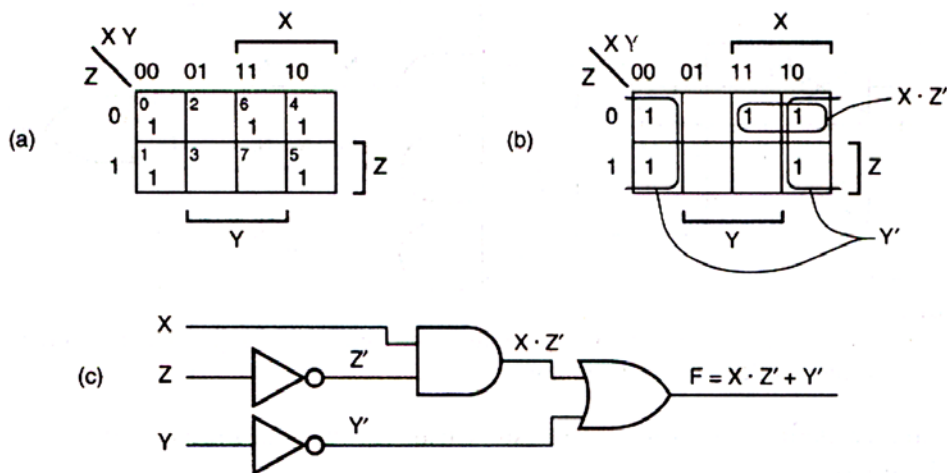 (a)
X
X Y
Z 00 01 11 10
0 0 1 2 6 1 4 1
1 1 1 3 7 5 1 Z
Y
(b)
X
X Y
Z 00 01 11 10
0 1 1 1 X · Z'
1 1 1 Z
Y
Y'
(c)
X
X · Z'
Z Z'
F = X · Z' + Y'
Y Y'